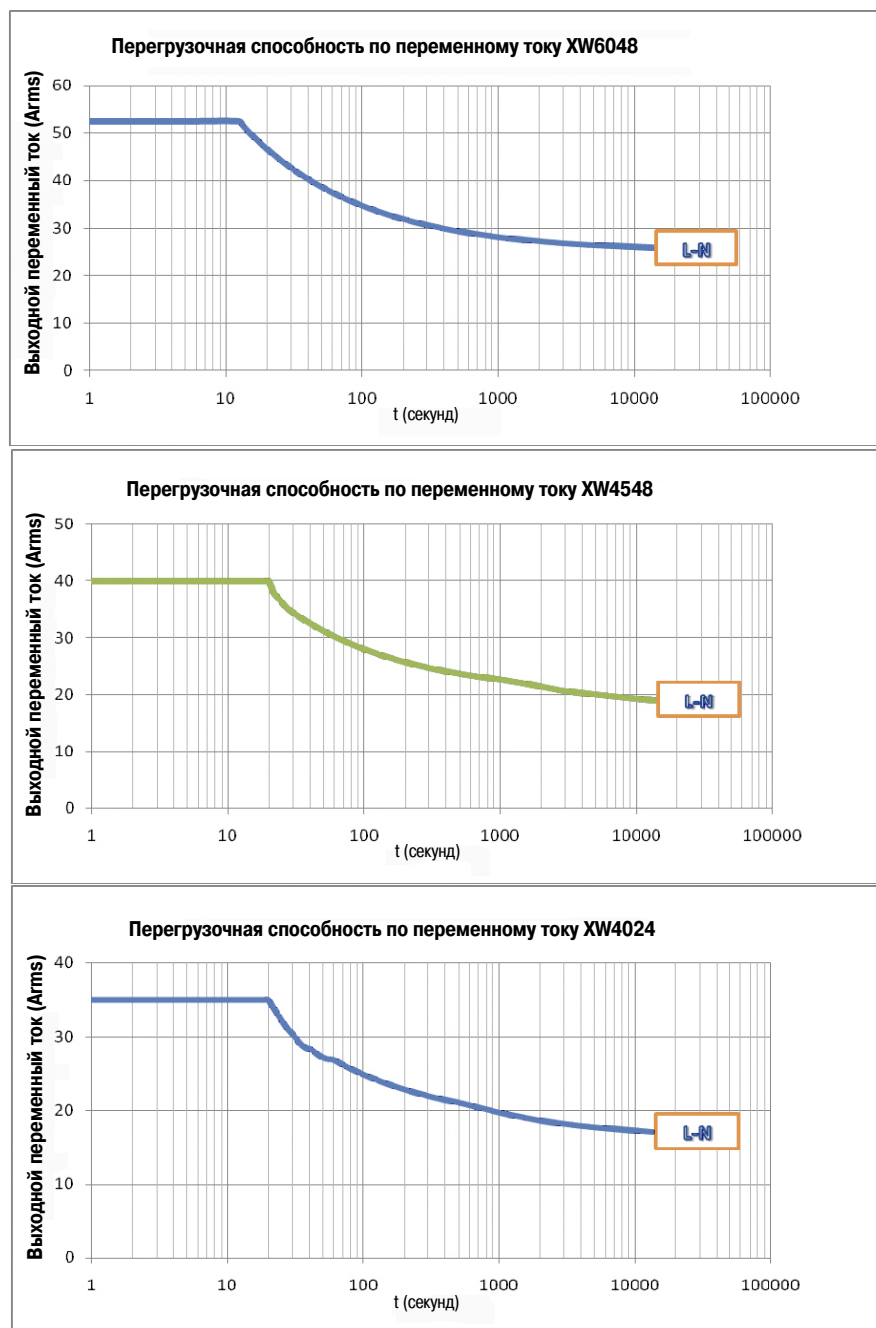 Перегрузочная способность по переменному току XW6048
Выходной переменный ток (Arms)
60
50
40
30
20
10
0
L-N
1 10 100 1000 10000 100000
t (секунд)
Перегрузочная способность по переменному току XW4548
Выходной переменный ток (Arms)
50
40
30
20
10
0
L-N
1 10 100 1000 10000 100000
t (секунд)
Перегрузочная способность по переменному току XW4024
Выходной переменный ток (Arms)
40
30
20
10
0
L-N
1 10 100 1000 10000 100000
t (секунд)